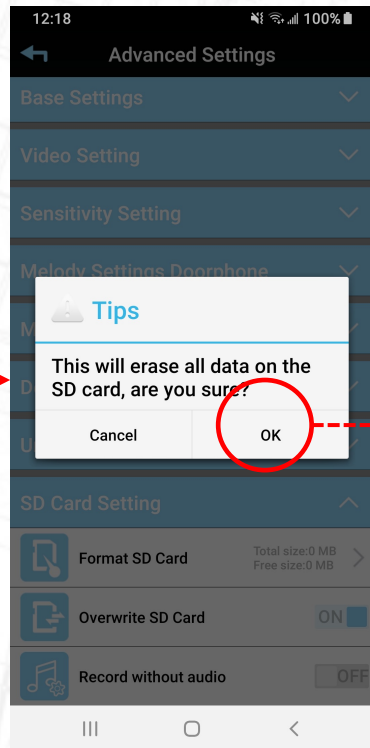 12:18 100%
Advanced Settings
Base Settings
Video Setting
Sensitivity Setting
Melody Settings Doorphone
M
Tips
This will erase all data on the
SD card, are you sure?
D
Cancel OK
U
SD Card Setting
Format SD Card
Total size:0 MB
Free size:0 MB
Overwrite SD Card ON
Record without audio OFF